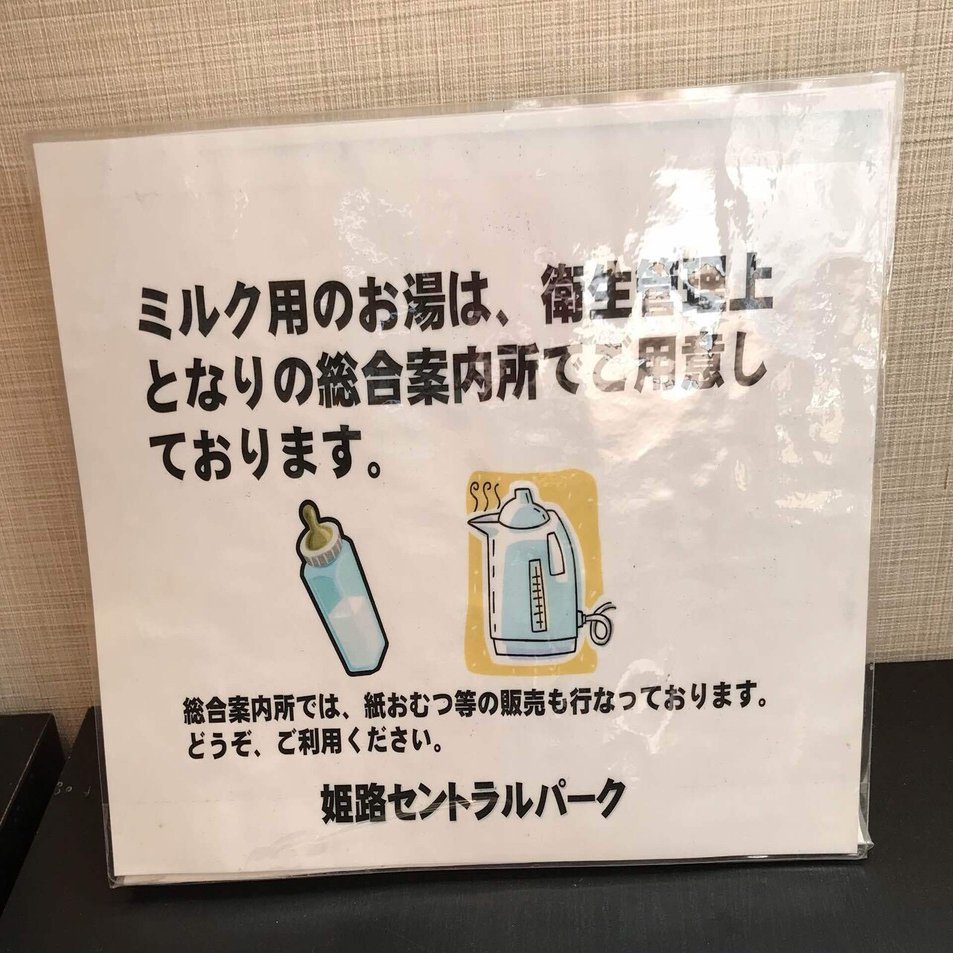 ミルク用のお湯は、衛生管理上
となりの総合案内所でご用意し
ております。
総合案内所では、紙おむつ等の販売も行なっております。
どうぞ、ご利用ください。
姫路セントラルパーク